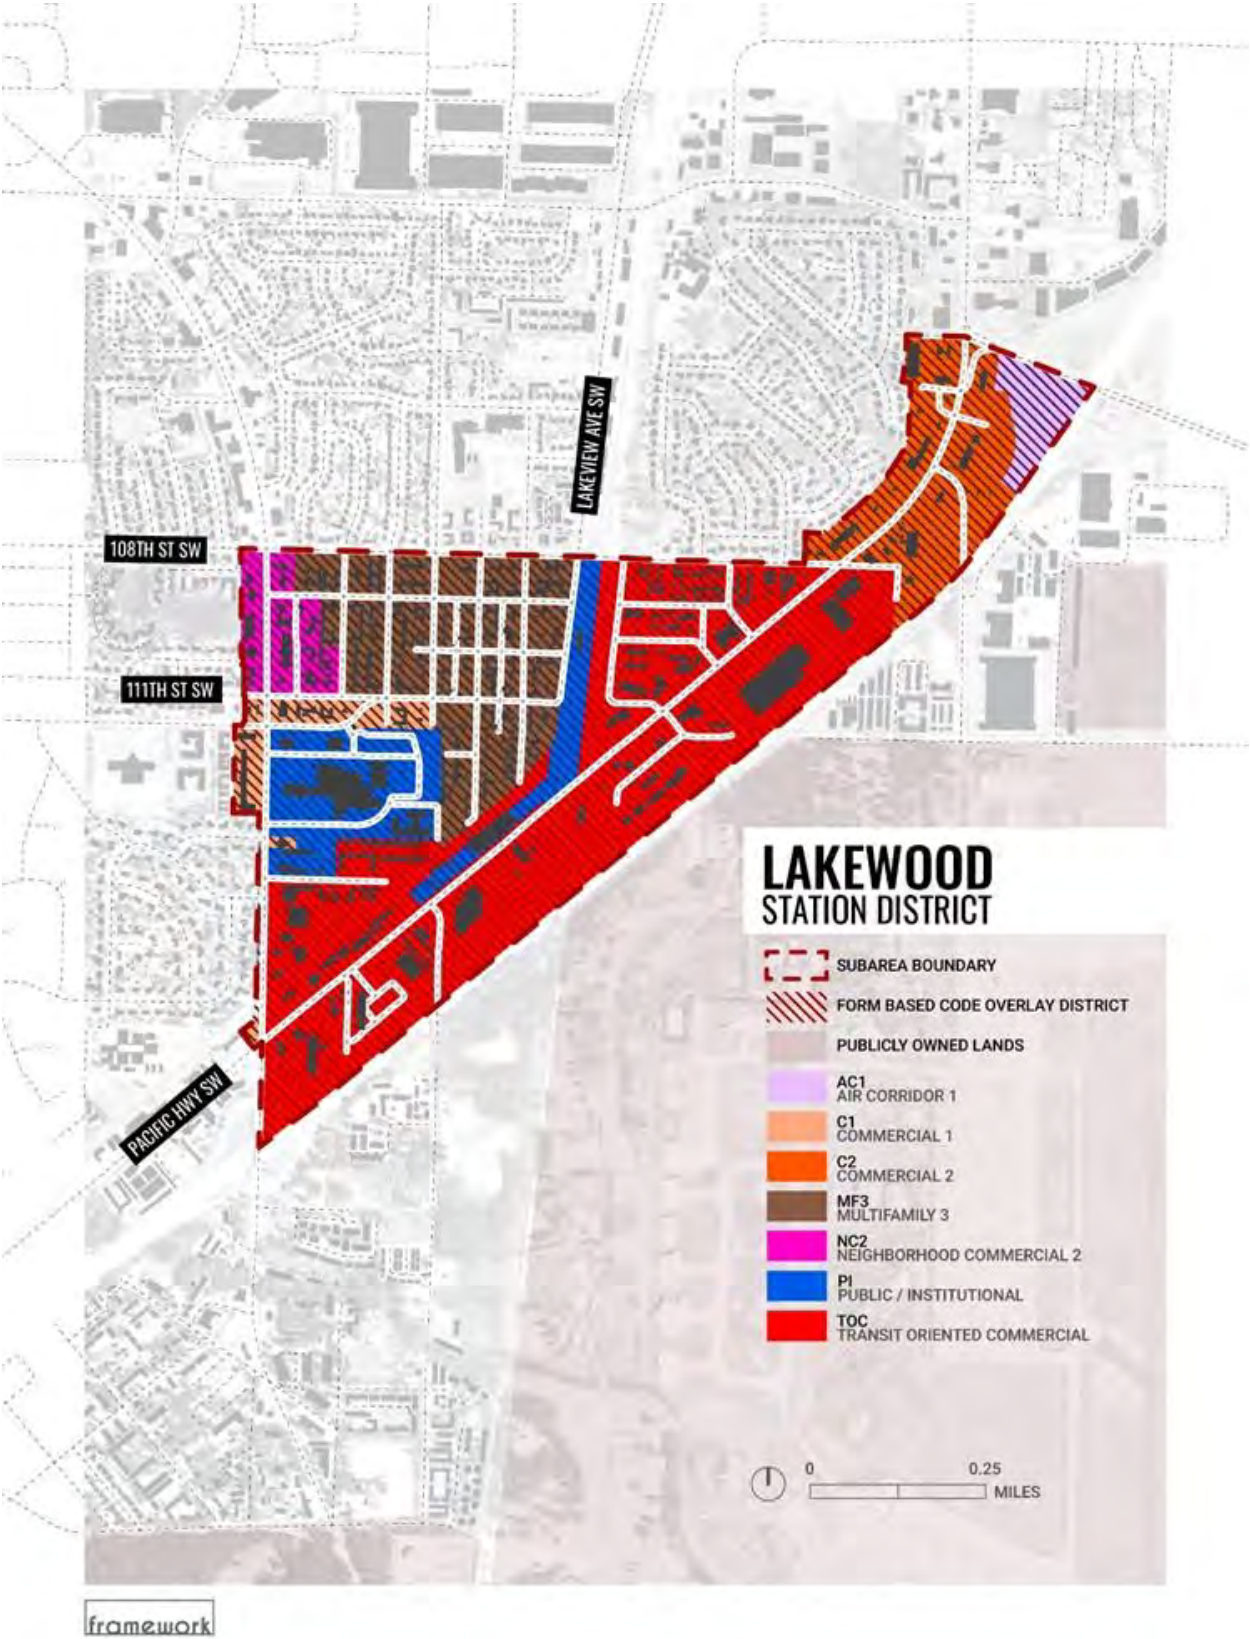 LAKEVIEW AVE SW
108TH ST SW
111TH ST SW
PACIFIC HWY SW
LAKEWOOD
STATION DISTRICT
SUBAREA BOUNDARY
FORM BASED CODE OVERLAY DISTRICT
PUBLICLY OWNED LANDS
AC1
AIR CORRIDOR 1
C1
COMMERCIAL 1
C2
COMMERCIAL 2
MF3
MULTIFAMILY 3
NC2
NEIGHBORHOOD COMMERCIAL 2
PI
PUBLIC / INSTITUTIONAL
TOC
TRANSIT ORIENTED COMMERCIAL
0 0.25
MILES
framework